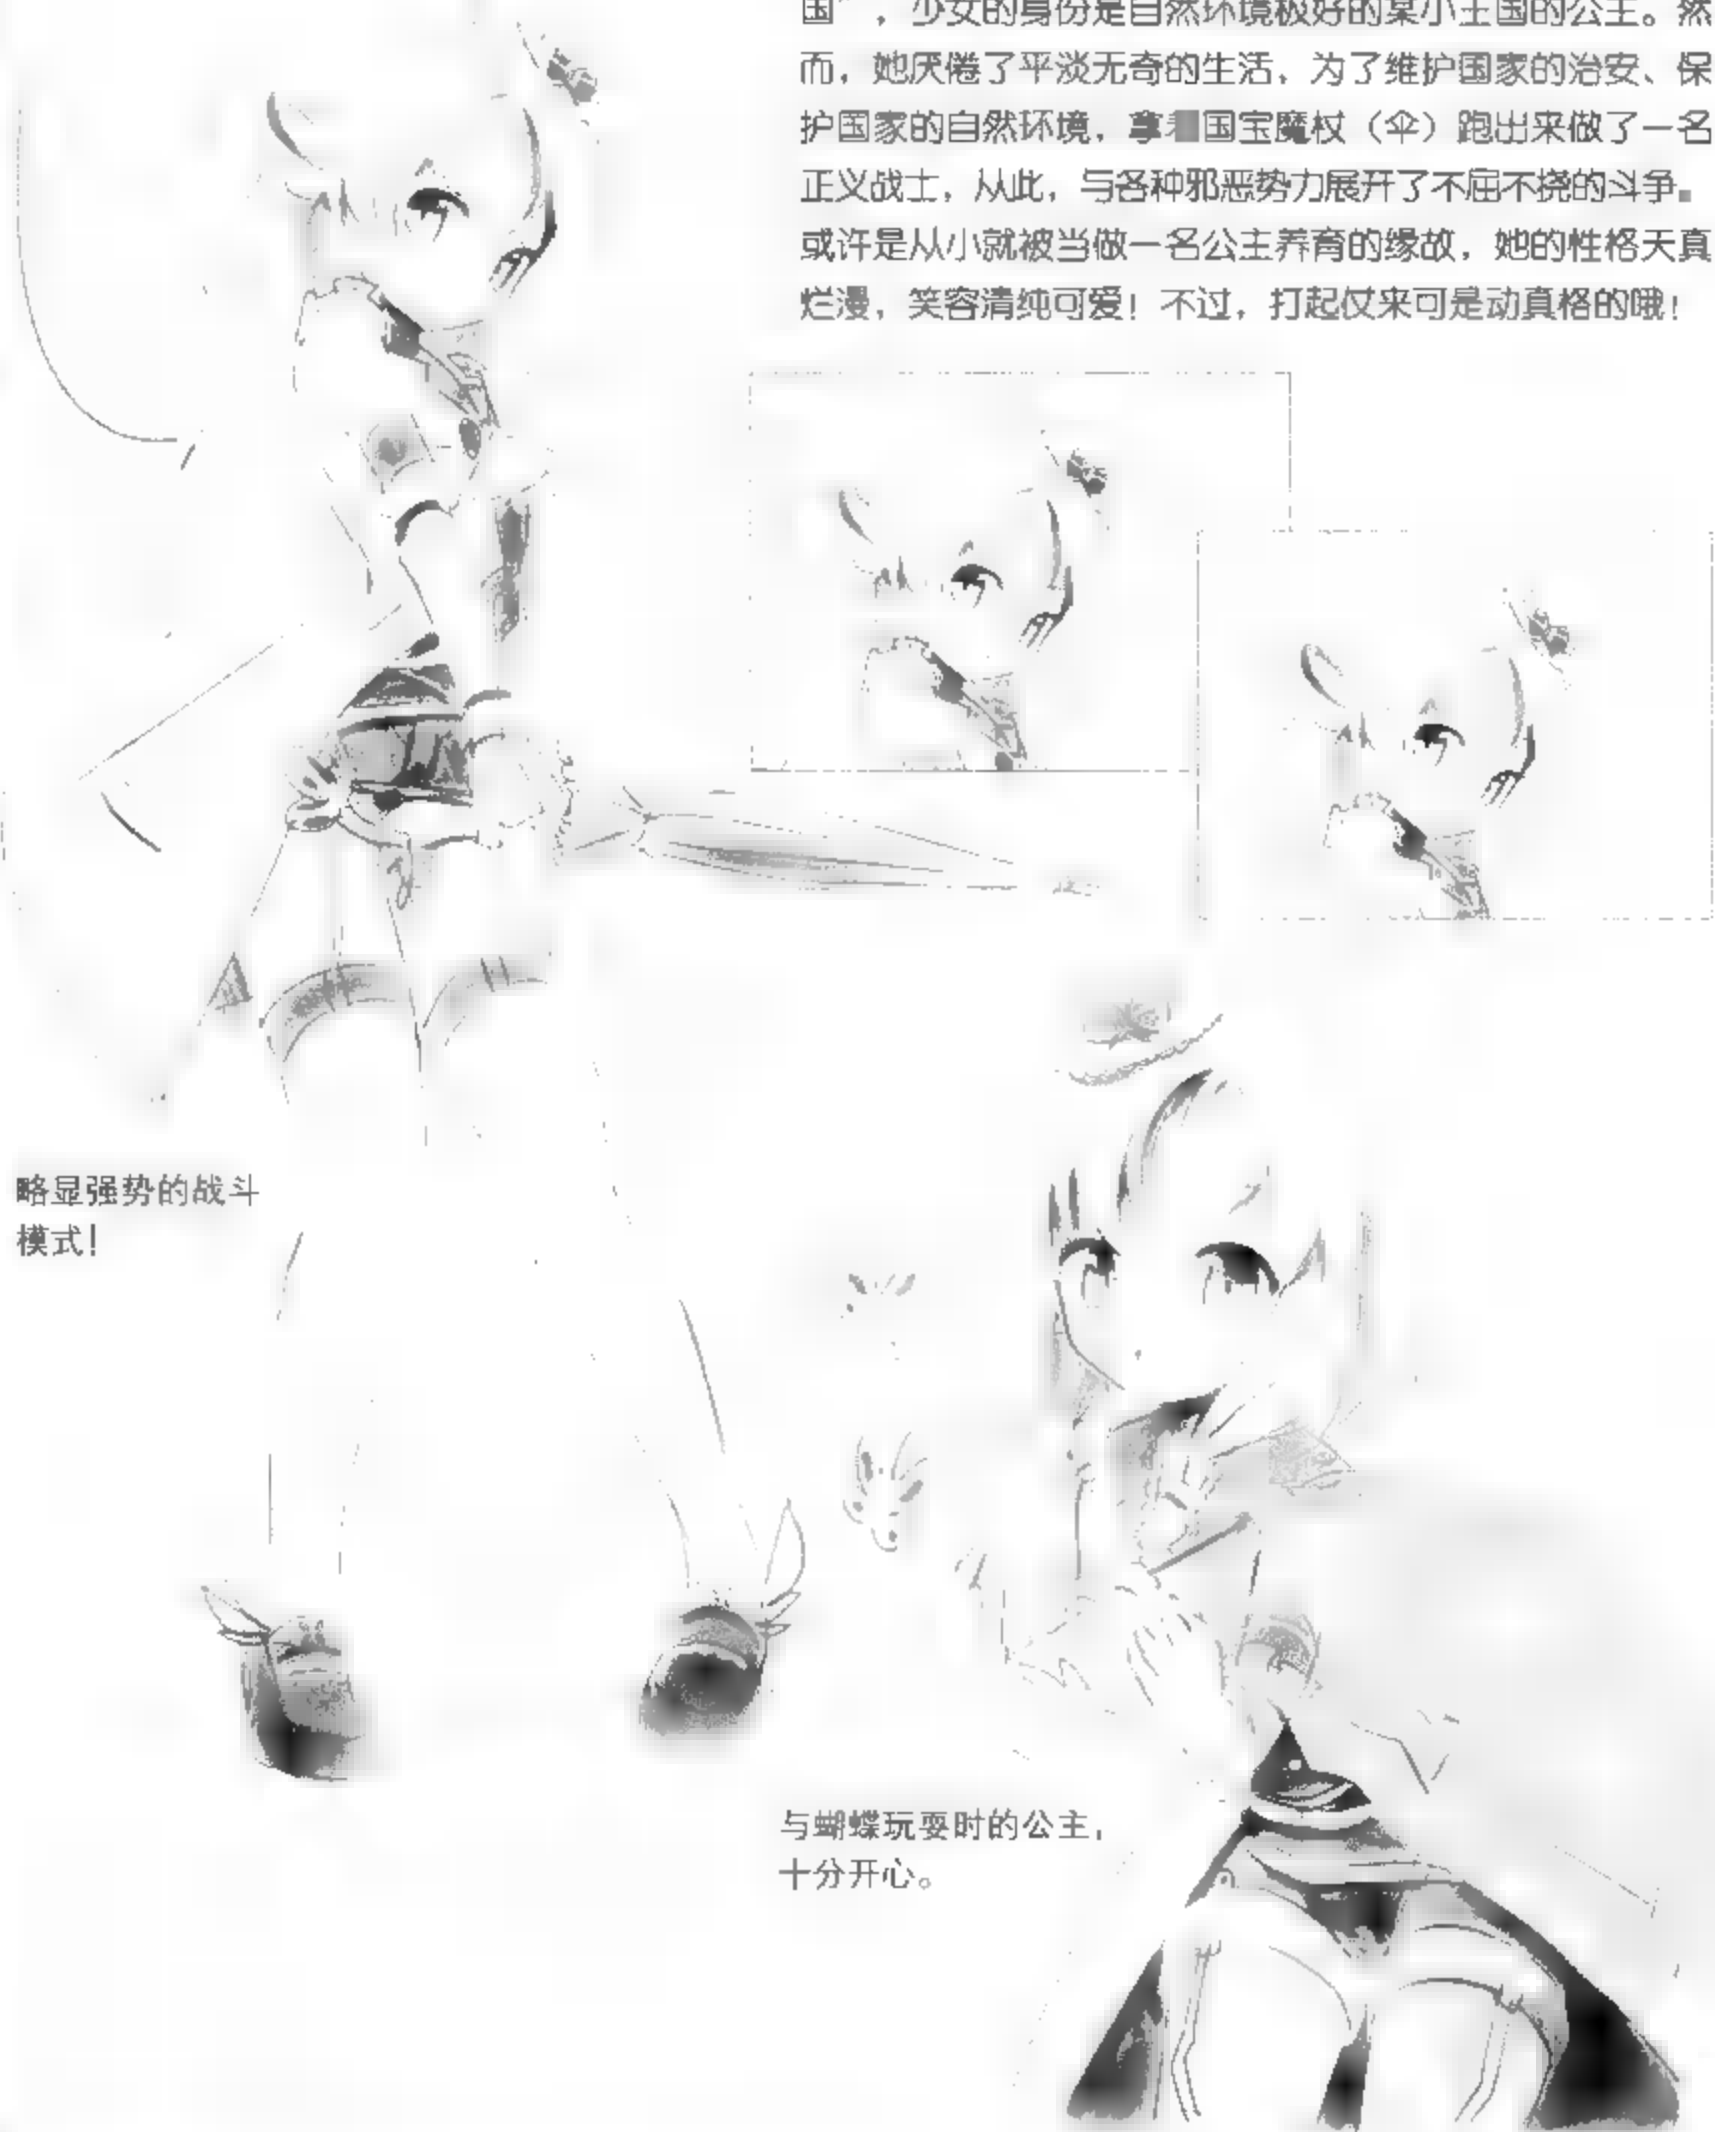 国”，少女的身份是自然环境极好的某小王国的公主。然
而，她厌倦了平淡无奇的生活，为了维护国家的治安、保
护国家的自然环境，拿着国宝魔杖（伞）跑出来做了一名
正义战士，从此，与各种邪恶势力展开了不屈不挠的斗争。
或许是从小就被当做一名公主养育的缘故，她的性格天真
烂漫，笑容清纯可爱！不过，打起仗来可是动真格的哦！
略显强势的战斗
模式！
与蝴蝶玩耍时的公主，
十分开心。